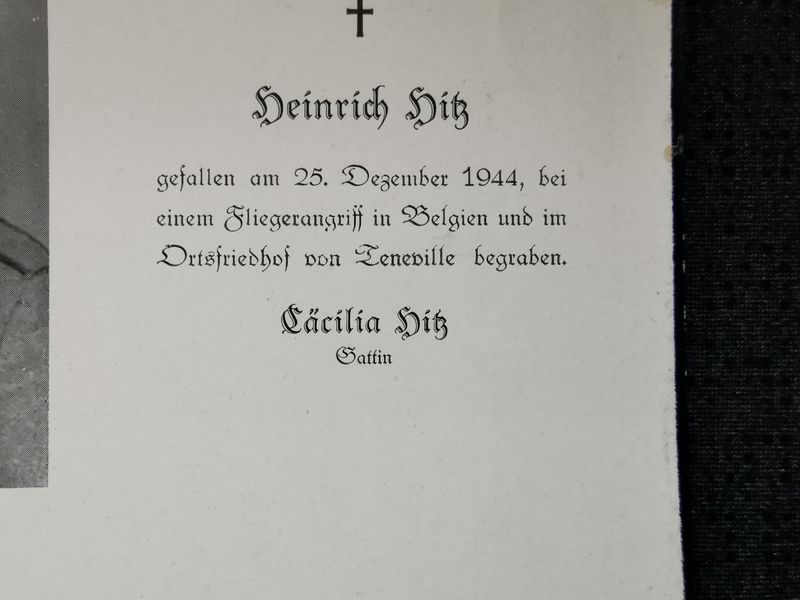 Heinrich Hitz
gefallen am 25. Dezember 1944, bei
einem Fliegerangriff in Belgien und im
Ortsfriedhof von Teneville begraben.
Cäcilia Hitz
Gattin